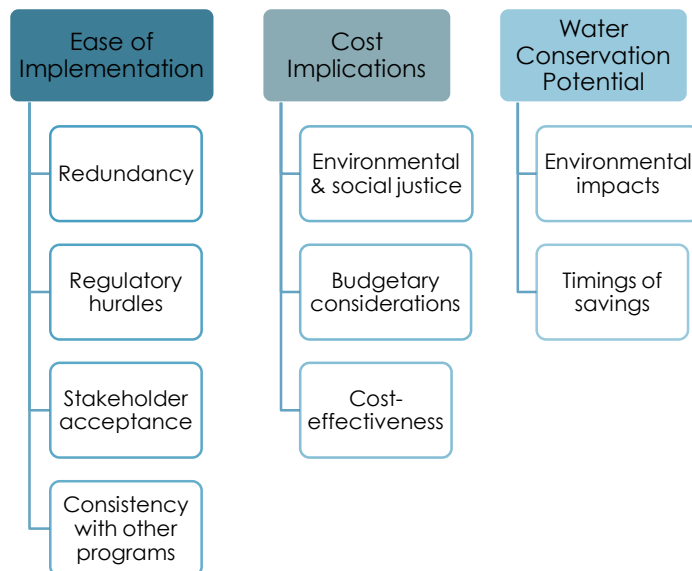 Ease of
Implementation
Redundancy
Regulatory
hurdles
Stakeholder
acceptance
Consistency
with other
programs
Cost
Implications
Environmental
& social justice
Budgetary
considerations
Cost-
effectiveness
Water
Conservation
Potential
Environmental
impacts
Timings of
savings